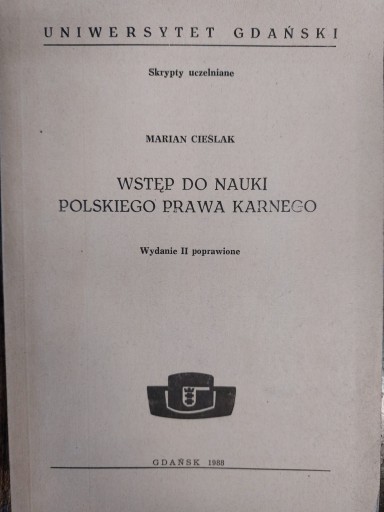 UNIWERSYTET GDAŃSKI
Skrypty uczelniane
MARIAN CIEŚLAK
WSTĘP DO NAUKI
POLSKIEGO PRAWA KARNEGO
Wydanie II poprawione
GDAŃSK 1988